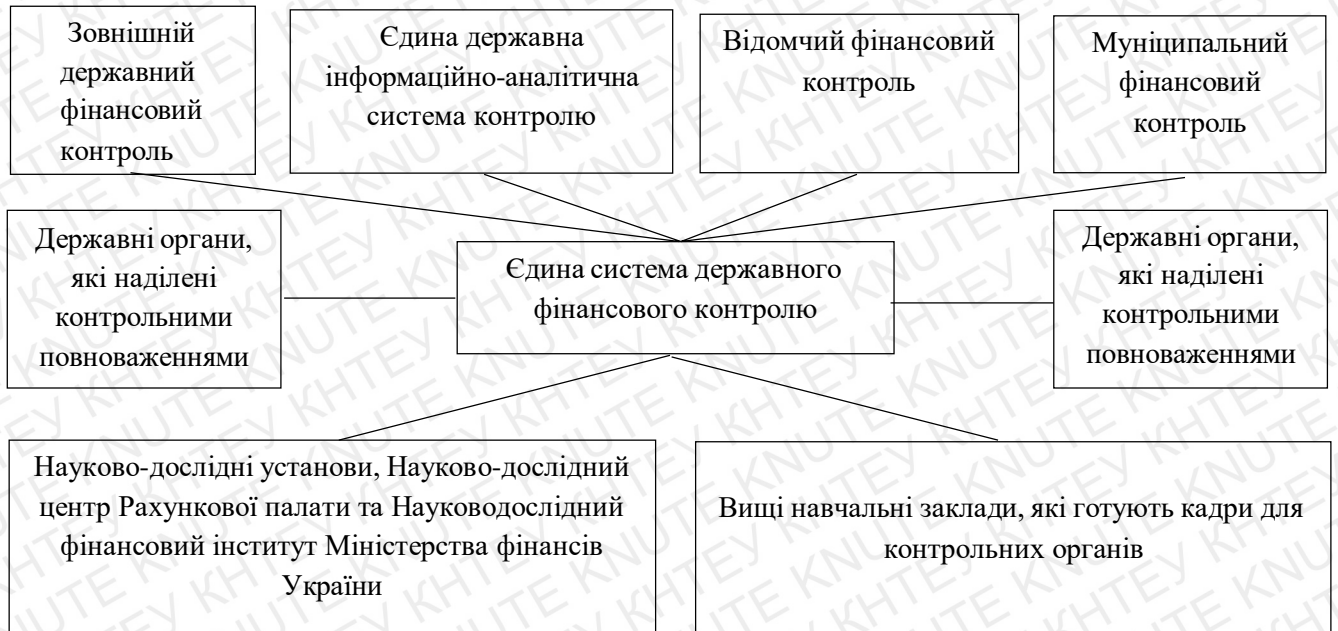 Зовнішній
державний
фінансовий
контроль
Єдина державна
інформаційно-аналітична
система контролю
Відомчий фінансовий
контроль
Муніципальний
фінансовий
контроль
Державні органи,
які наділені
контрольними
повноваженнями
Єдина система державного
фінансового контролю
Державні органи,
які наділені
контрольними
повноваженнями
Науково-дослідні установи, Науково-дослідний
центр Рахункової палати та Науководослідний
фінансовий інститут Міністерства фінансів
України
Вищі навчальні заклади, які готують кадри для
контрольних органів